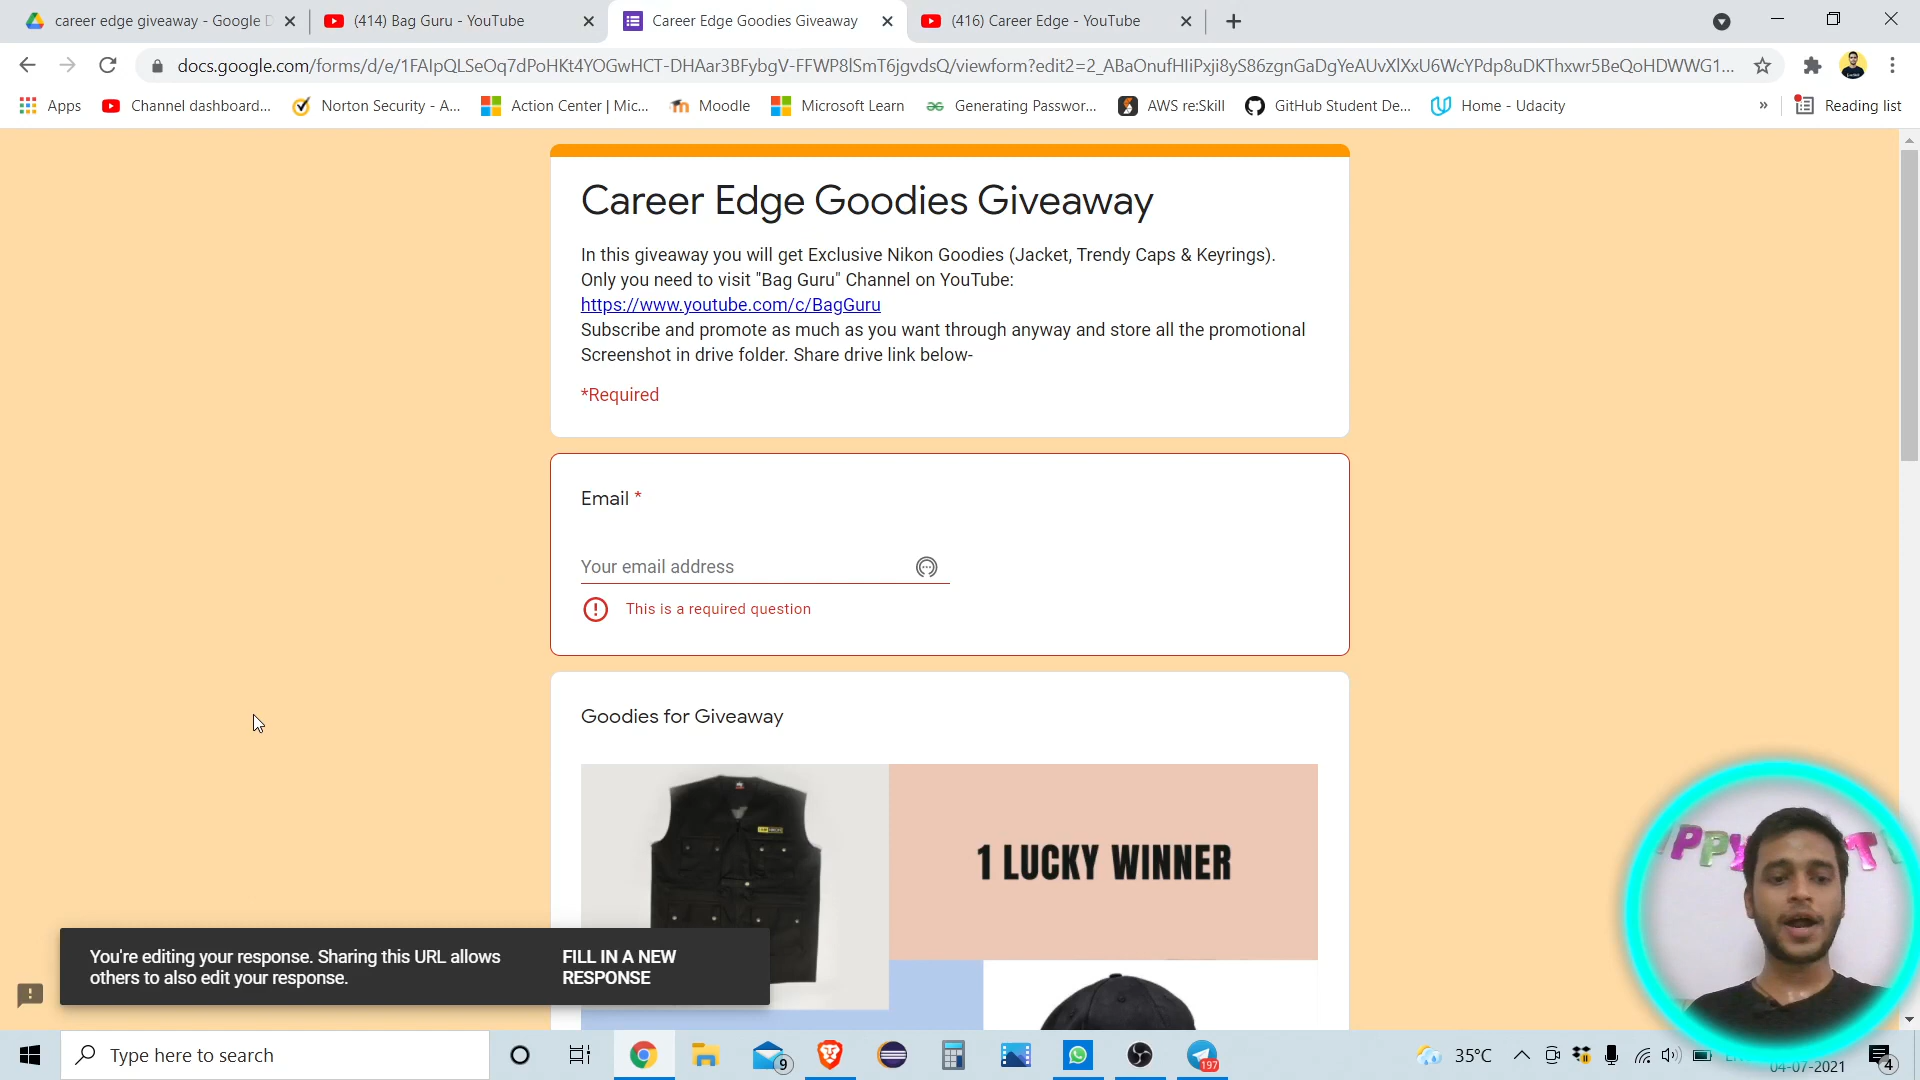 career edge giveaway - Google D
(414) Bag Guru - YouTube
Career Edge Goodies Giveaway
(416) Career Edge - YouTube
docs.google.com/forms/d/e/1FAIpQLSeOq7dPoHKt4YOGwHCT-DHAar3BFybgV-FFWP8lSmT6jgvdsQ/viewform?edit2=2_ABaOnufHIiPxji8yS86zgnGaDgYeAUvXlXxU6WcYPdp8uDKThxwr5BeQoHDWWG1...
Apps
Channel dashboard...
Norton Security - A...
Action Center | Mic...
Moodle
Microsoft Learn
Generating Passwor...
AWS re:Skill
GitHub Student De...
Home - Udacity
»
Reading list
Career Edge Goodies Giveaway
In this giveaway you will get Exclusive Nikon Goodies (Jacket, Trendy Caps & Keyrings).
Only you need to visit "Bag Guru" Channel on YouTube:
https://www.youtube.com/c/BagGuru
Subscribe and promote as much as you want through anyway and store all the promotional
Screenshot in drive folder. Share drive link below-
*Required
Email *
Your email address
This is a required question
Goodies for Giveaway
1 LUCKY WINNER
You're editing your response. Sharing this URL allows
others to also edit your response.
FILL IN A NEW
RESPONSE
Type here to search
9
197
35°C
04-07-2021
4